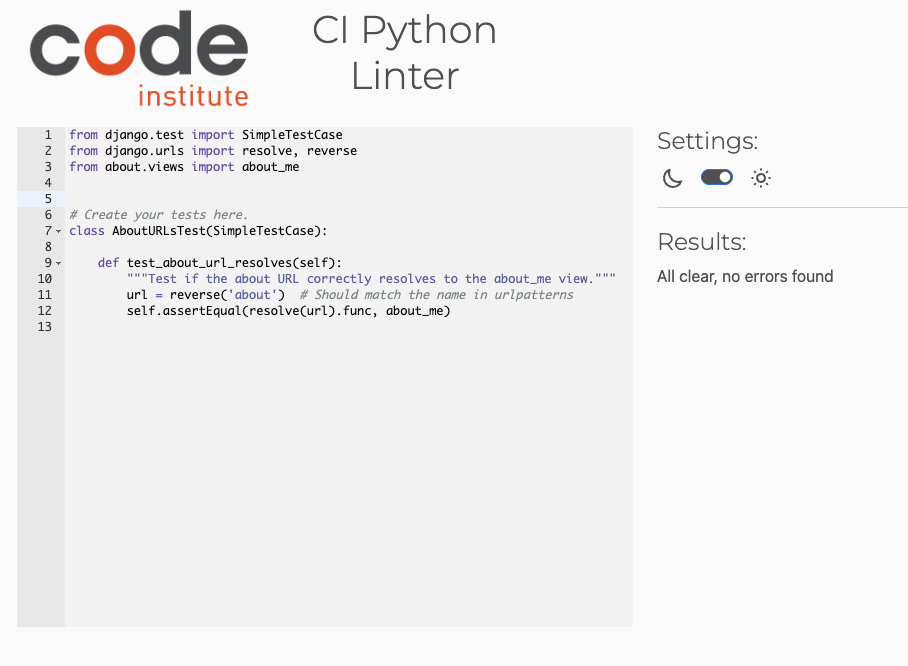 code
institute
CI Python
Linter
1 from django.test import SimpleTestCase
2 from django.urls import resolve, reverse
3 from about.views import about_me
4
5
6 # Create your tests here.
7 class AboutURLsTest(SimpleTestCase):
8
9     def test_about_url_resolves(self):
10         """Test if the about URL correctly resolves to the about_me view."""
11         url = reverse('about')  # Should match the name in urlpatterns
12         self.assertEqual(resolve(url).func, about_me)
13
Settings:
Results:
All clear, no errors found